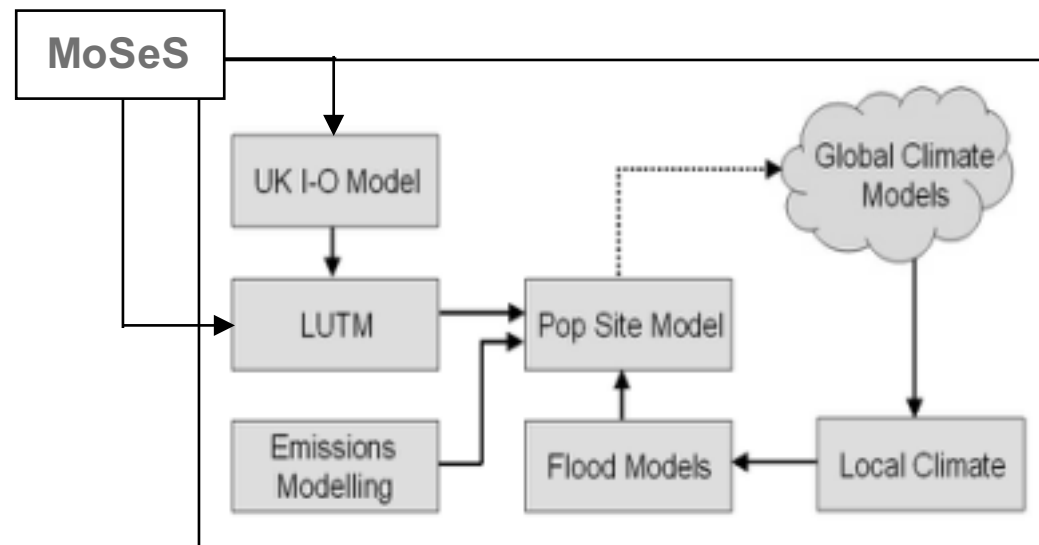 MoSeS
UK I-O Model
Global Climate
Models
LUTM
Pop Site Model
Emissions
Modelling
Flood Models
Local Climate